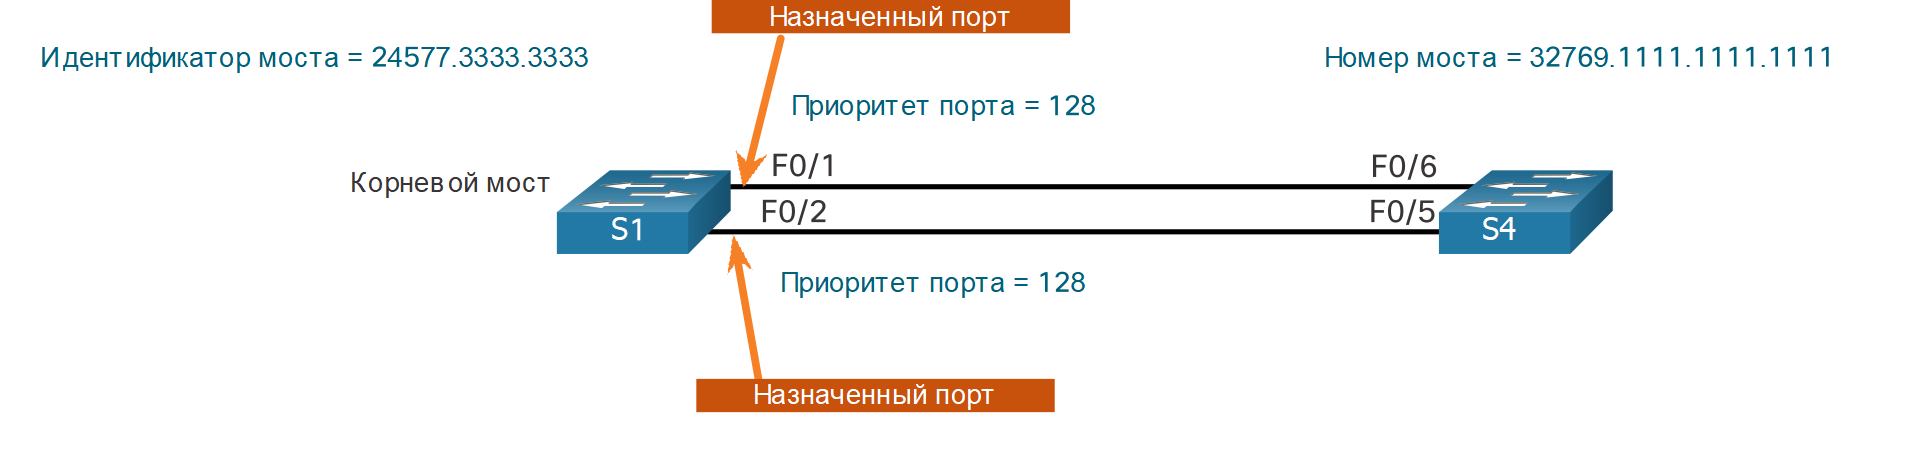 Назначенный порт
Идентификатор моста = 24577.3333.3333
Номер моста = 32769.1111.1111.1111
Приоритет порта = 128
Корневой мост
F0/1
F0/6
F0/2
F0/5
S1
S4
Приоритет порта = 128
Назначенный порт